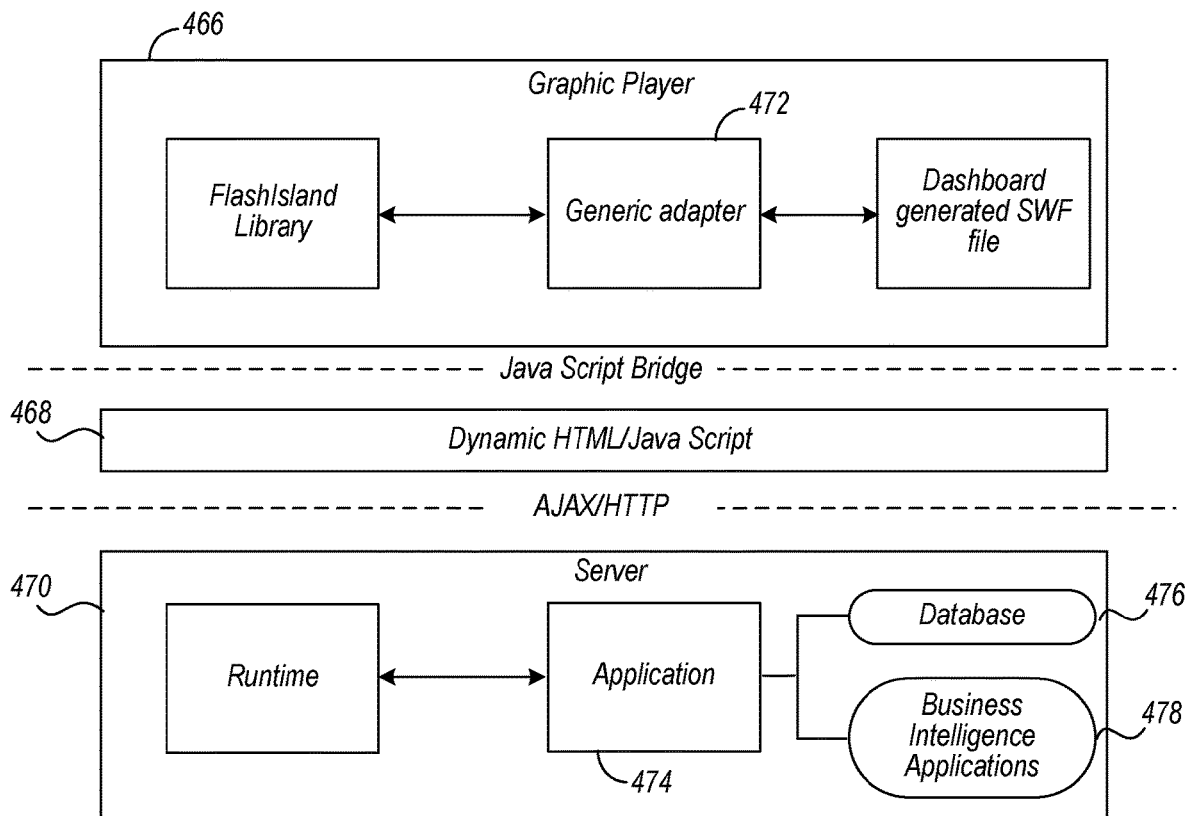 466
Graphic Player
472
FlashIsland
Library
Generic adapter
Dashboard
generated SWF
file
Java Script Bridge
468
Dynamic HTML/Java Script
AJAX/HTTP
470
Server
Runtime
Application
474
Database
476
Business
Intelligence
Applications
478